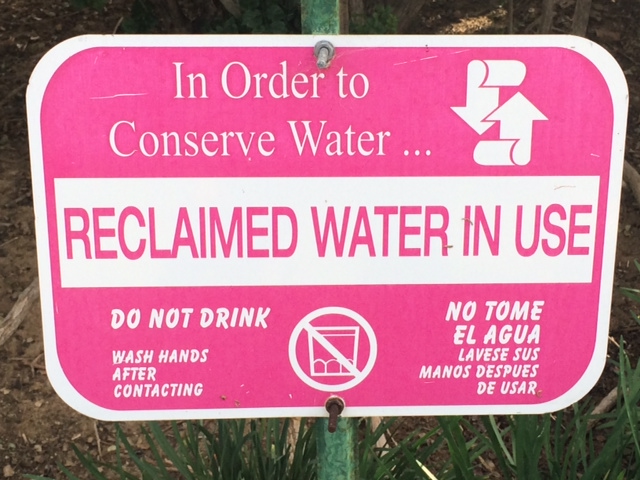 In Order to
Conserve Water ...
RECLAIMED WATER IN USE
DO NOT DRINK
WASH HANDS
AFTER
CONTACTING
NO TOME
EL AGUA
LAVESE SUS
MANOS DESPUES
DE USAR